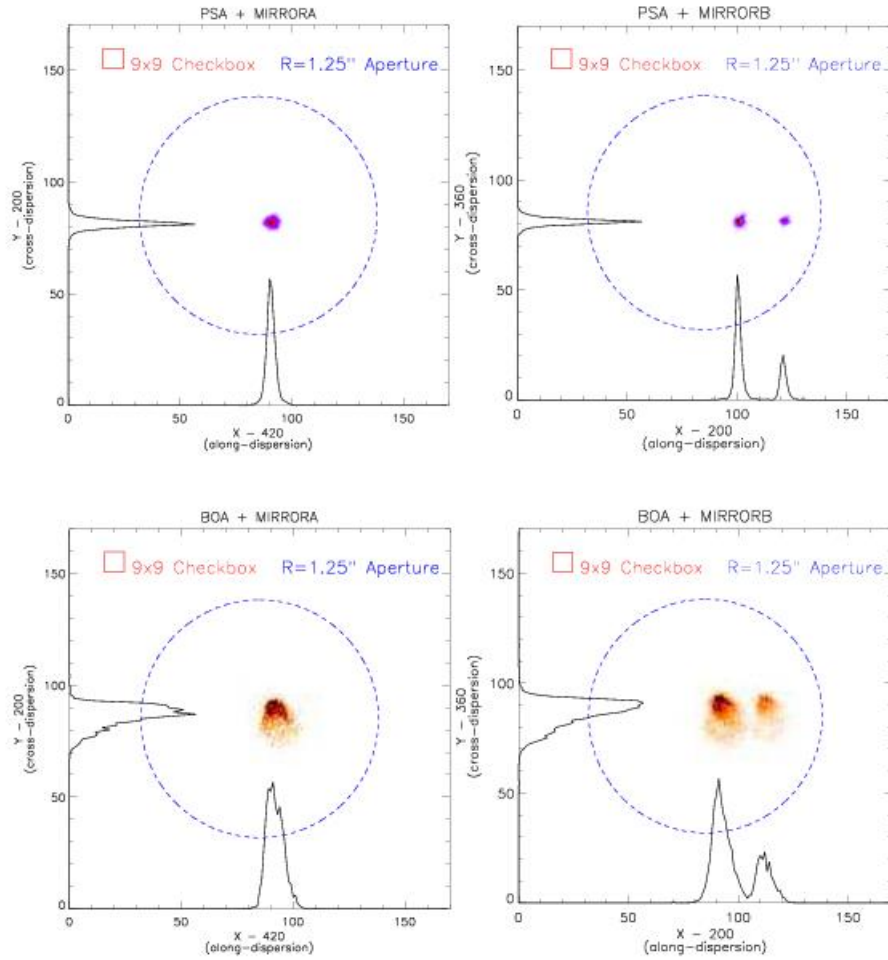 PSA + MIRRORA
9x9 Checkbox R=1.25" Aperture
150
100
50
0
Y - 200
(cross-dispersion)
0 50 100 150
X - 420
(along-dispersion)
PSA + MIRRORB
9x9 Checkbox R=1.25" Aperture
150
100
50
0
Y - 360
(cross-dispersion)
0 50 100 150
X - 200
(along-dispersion)
BOA + MIRRORA
9x9 Checkbox R=1.25" Aperture
150
100
50
0
Y - 200
(cross-dispersion)
0 50 100 150
X - 420
(along-dispersion)
BOA + MIRRORB
9x9 Checkbox R=1.25" Aperture
150
100
50
0
Y - 360
(cross-dispersion)
0 50 100 150
X - 200
(along-dispersion)